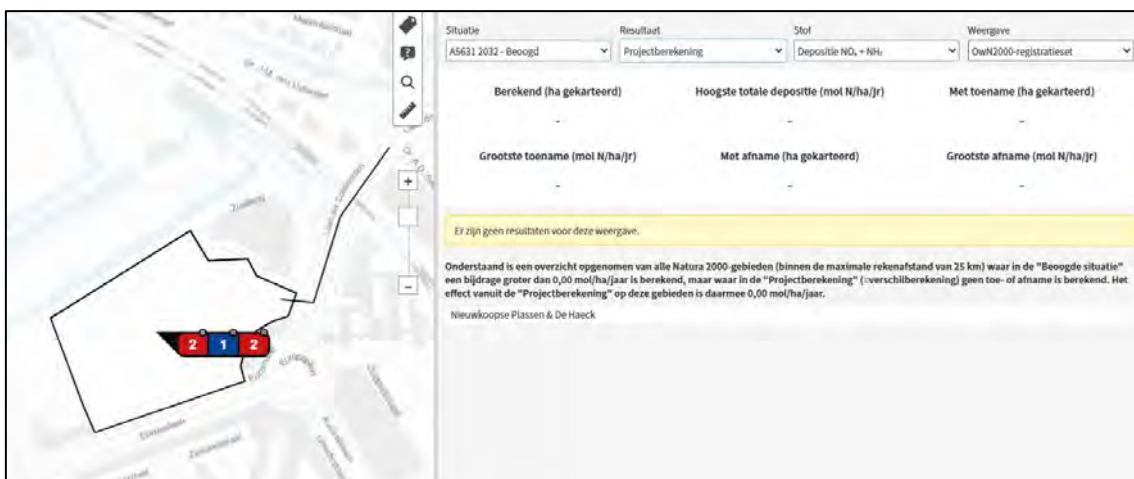 Situatie
Resultaat
Stof
Weergave
A5631 2032 - Beoogd
Projectberekening
Depositie NOₓ + NH₃
OwN2000-registratieset
Berekend (ha gekarteerd)
Hoogste totale depositie (mol N/ha/jr)
Met toename (ha gekarteerd)
-
-
-
Grootste toename (mol N/ha/jr)
Met afname (ha gekarteerd)
Grootste afname (mol N/ha/jr)
-
-
-
Er zijn geen resultaten voor deze weergave.
Onderstaand is een overzicht opgenomen van alle Natura 2000-gebieden (binnen de maximale rekenafstand van 25 km) waar in de "Beoogde situatie"
een bijdrage groter dan 0,00 mol/ha/jaar is berekend, maar waar in de "Projectberekening" (=verschilberekening) geen toe- of afname is berekend. Het
effect vanuit de "Projectberekening" op deze gebieden is daarmee 0,00 mol/ha/jaar.
Nieuwkoopse Plassen & De Haeck
+
-
2 1 2